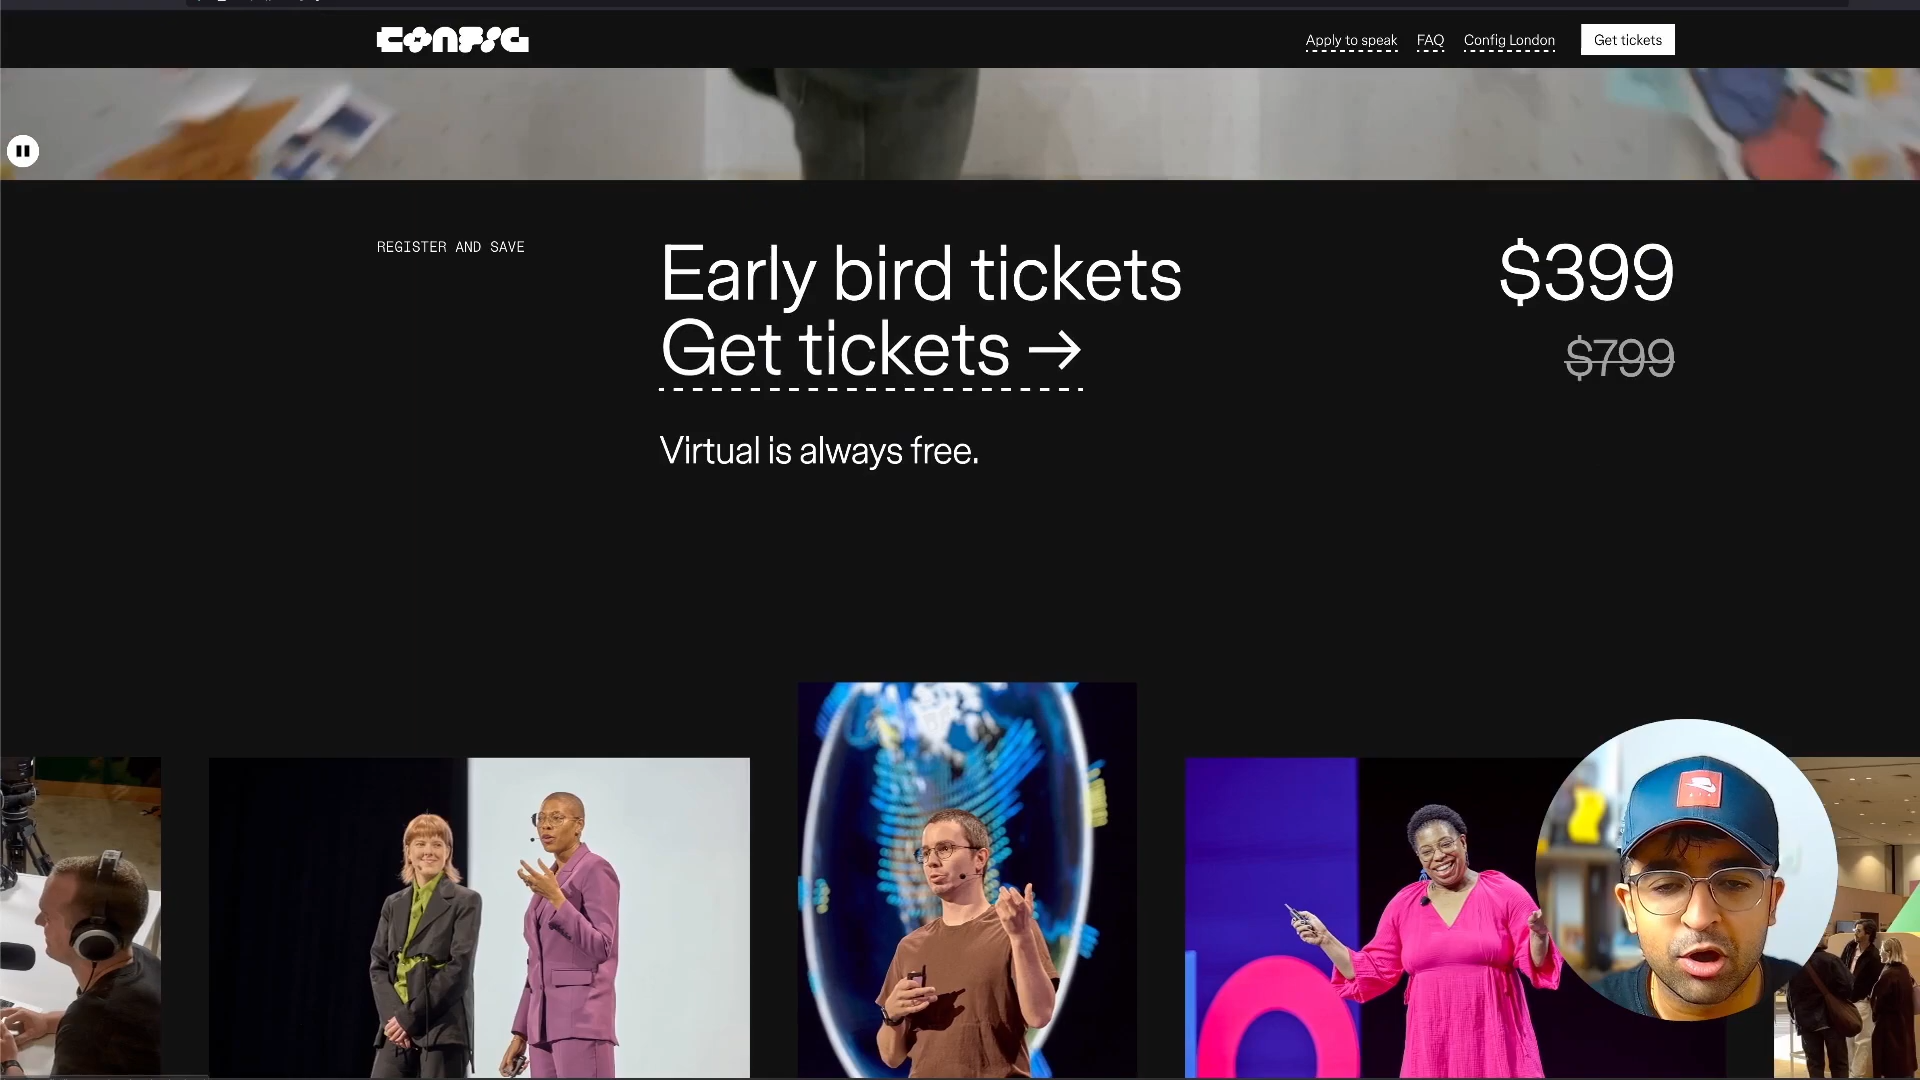 CONFIG
Apply to speak
FAQ
Config London
Get tickets
REGISTER AND SAVE
Early bird tickets
Get tickets →
$399
$799
Virtual is always free.